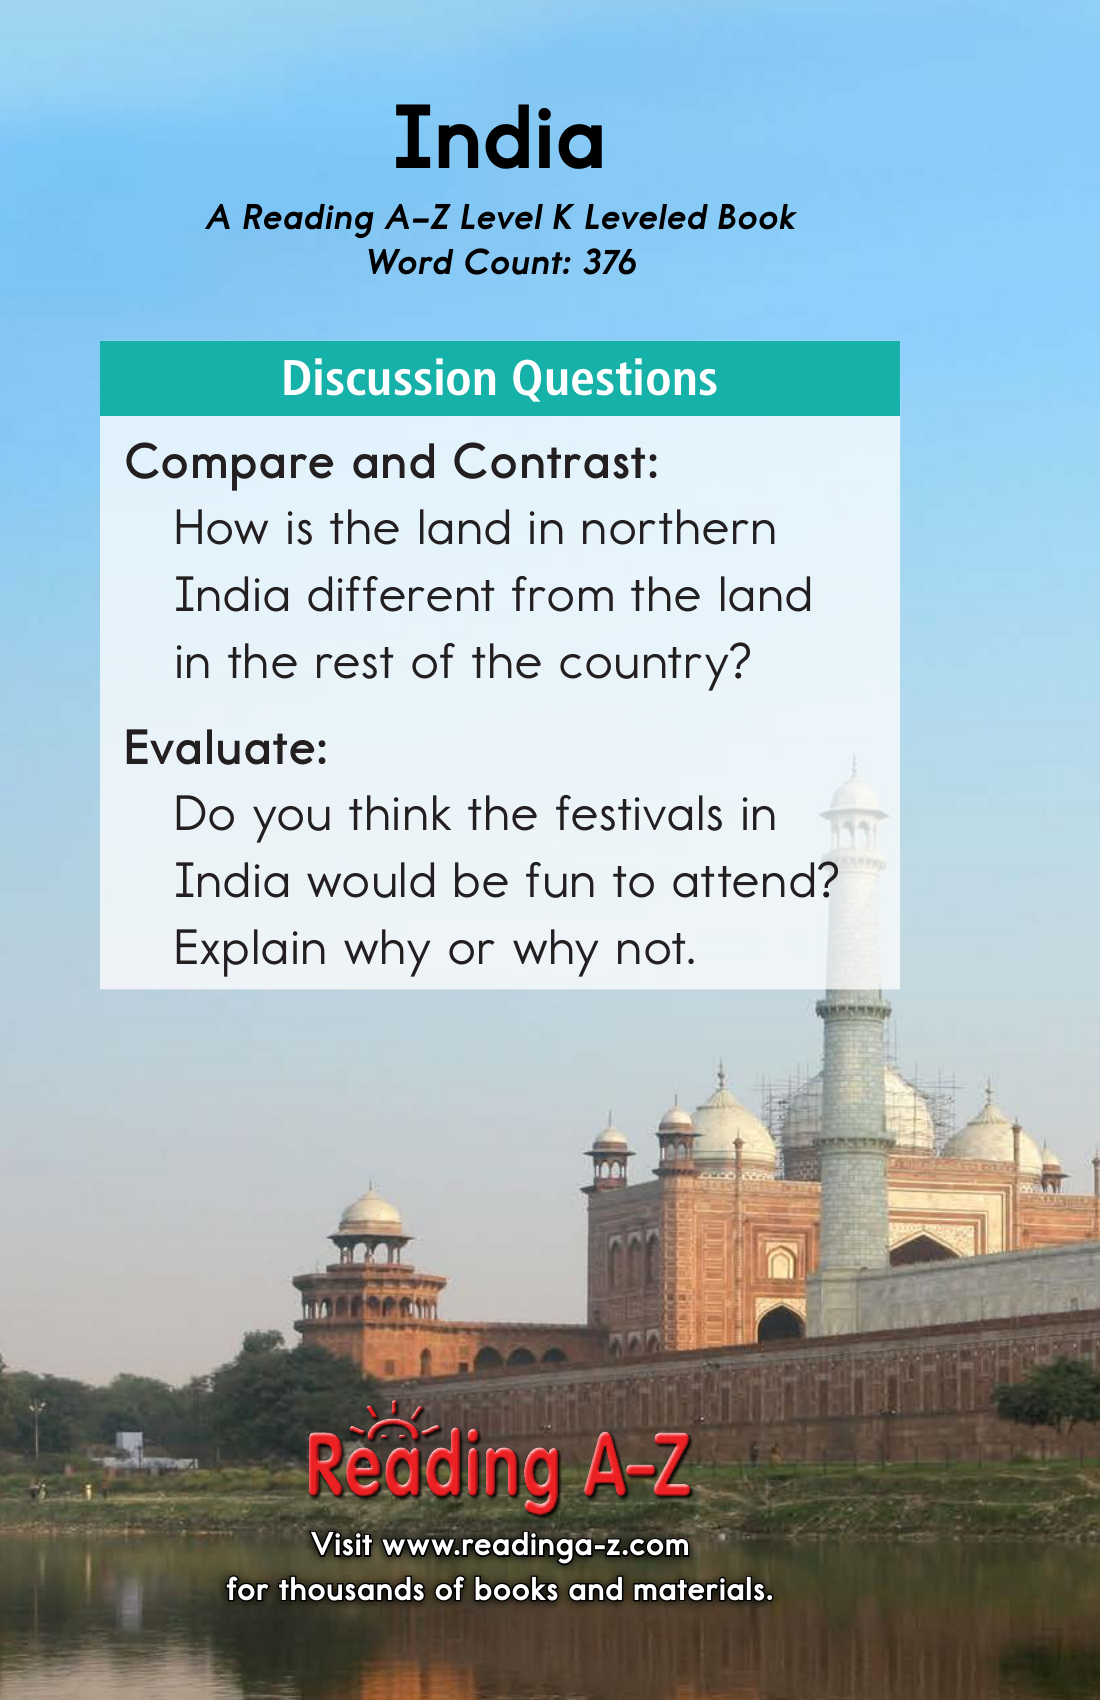 India
A Reading A–Z Level K Leveled Book
Word Count: 376
Discussion Questions
Compare and Contrast:
How is the land in northern
India different from the land
in the rest of the country?
Evaluate:
Do you think the festivals in
India would be fun to attend?
Explain why or why not.
Reading A–Z
Visit www.readinga-z.com
for thousands of books and materials.